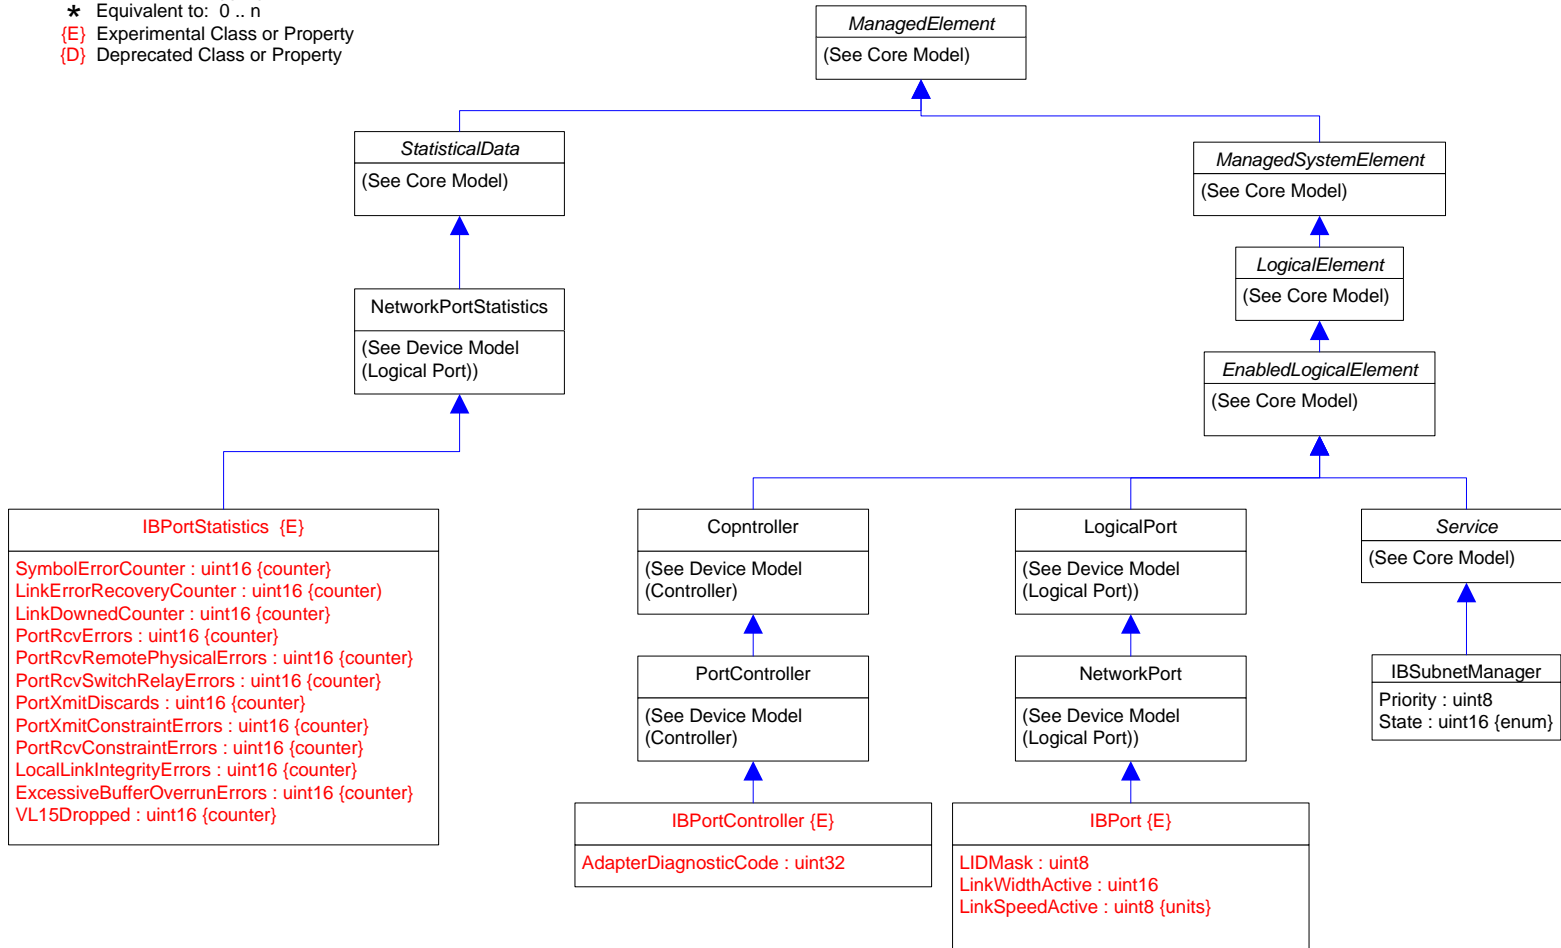 * Equivalent to: 0 .. n
{E} Experimental Class or Property
{D} Deprecated Class or Property
ManagedElement
(See Core Model)
StatisticalData
(See Core Model)
ManagedSystemElement
(See Core Model)
LogicalElement
(See Core Model)
NetworkPortStatistics
(See Device Model
(Logical Port))
EnabledLogicalElement
(See Core Model)
IBPortStatistics {E}
SymbolErrorCounter : uint16 {counter}
LinkErrorRecoveryCounter : uint16 {counter)
LinkDownedCounter : uint16 {counter}
PortRcvErrors : uint16 {counter}
PortRcvRemotePhysicalErrors : uint16 {counter}
PortRcvSwitchRelayErrors : uint16 {counter}
PortXmitDiscards : uint16 {counter}
PortXmitConstraintErrors : uint16 {counter}
PortRcvConstraintErrors : uint16 {counter}
LocalLinkIntegrityErrors : uint16 {counter}
ExcessiveBufferOverrunErrors : uint16 {counter}
VL15Dropped : uint16 {counter}
Copntroller
(See Device Model
(Controller)
LogicalPort
(See Device Model
(Logical Port))
Service
(See Core Model)
PortController
(See Device Model
(Controller)
NetworkPort
(See Device Model
(Logical Port))
IBSubnetManager
Priority : uint8
State : uint16 {enum}
IBPortController {E}
AdapterDiagnosticCode : uint32
IBPort {E}
LIDMask : uint8
LinkWidthActive : uint16
LinkSpeedActive : uint8 {units}